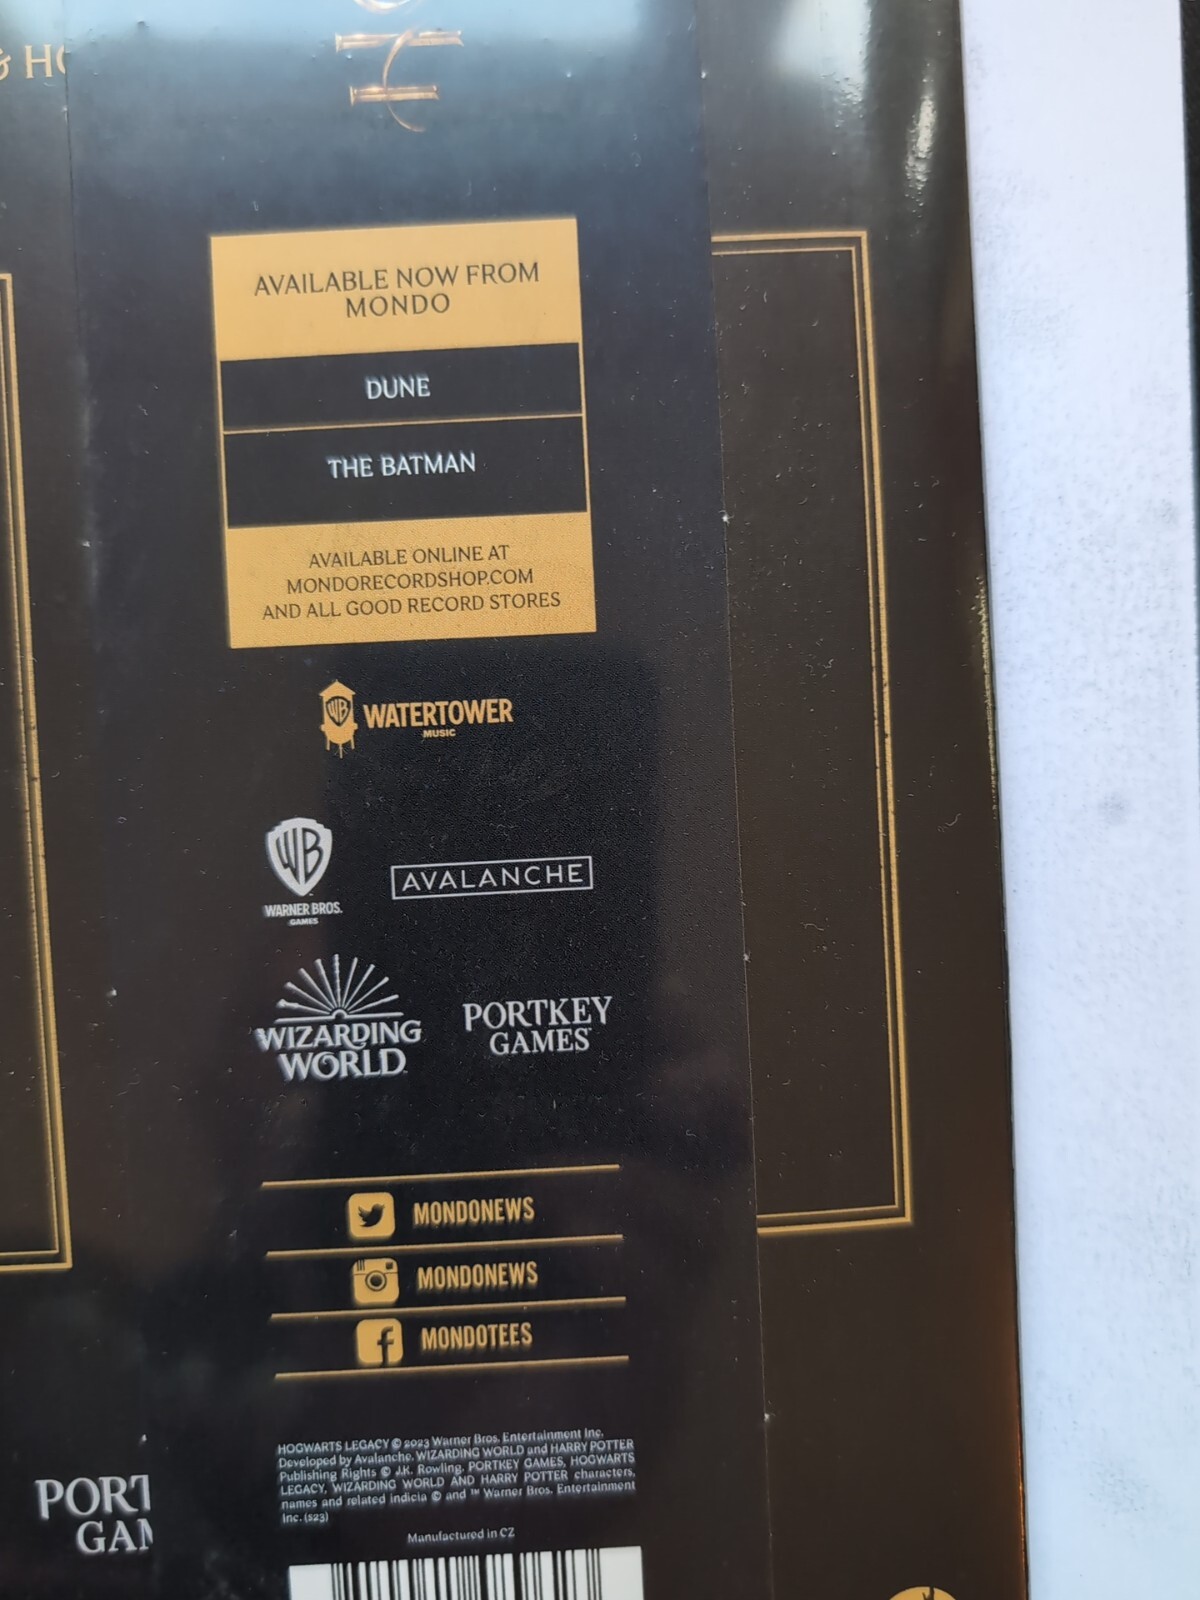 & HO
AVAILABLE NOW FROM
MONDO
DUNE
THE BATMAN
AVAILABLE ONLINE AT
MONDORECORDSHOP.COM
AND ALL GOOD RECORD STORES
WB WATERTOWER
MUSIC
WB
WARNER BROS.
GAMES
AVALANCHE
WIZARDING
WORLD
PORTKEY
GAMES
MONDONEWS
MONDONEWS
MONDOTEES
HOGWARTS LEGACY © 2023 Warner Bros. Entertainment Inc.
Developed by Avalanche. WIZARDING WORLD and HARRY POTTER
Publishing Rights © J.K. Rowling. PORTKEY GAMES, HOGWARTS
LEGACY, WIZARDING WORLD AND HARRY POTTER characters,
names and related indicia © and ™ Warner Bros. Entertainment
Inc. (s23)
Manufactured in CZ
PORT
GAM